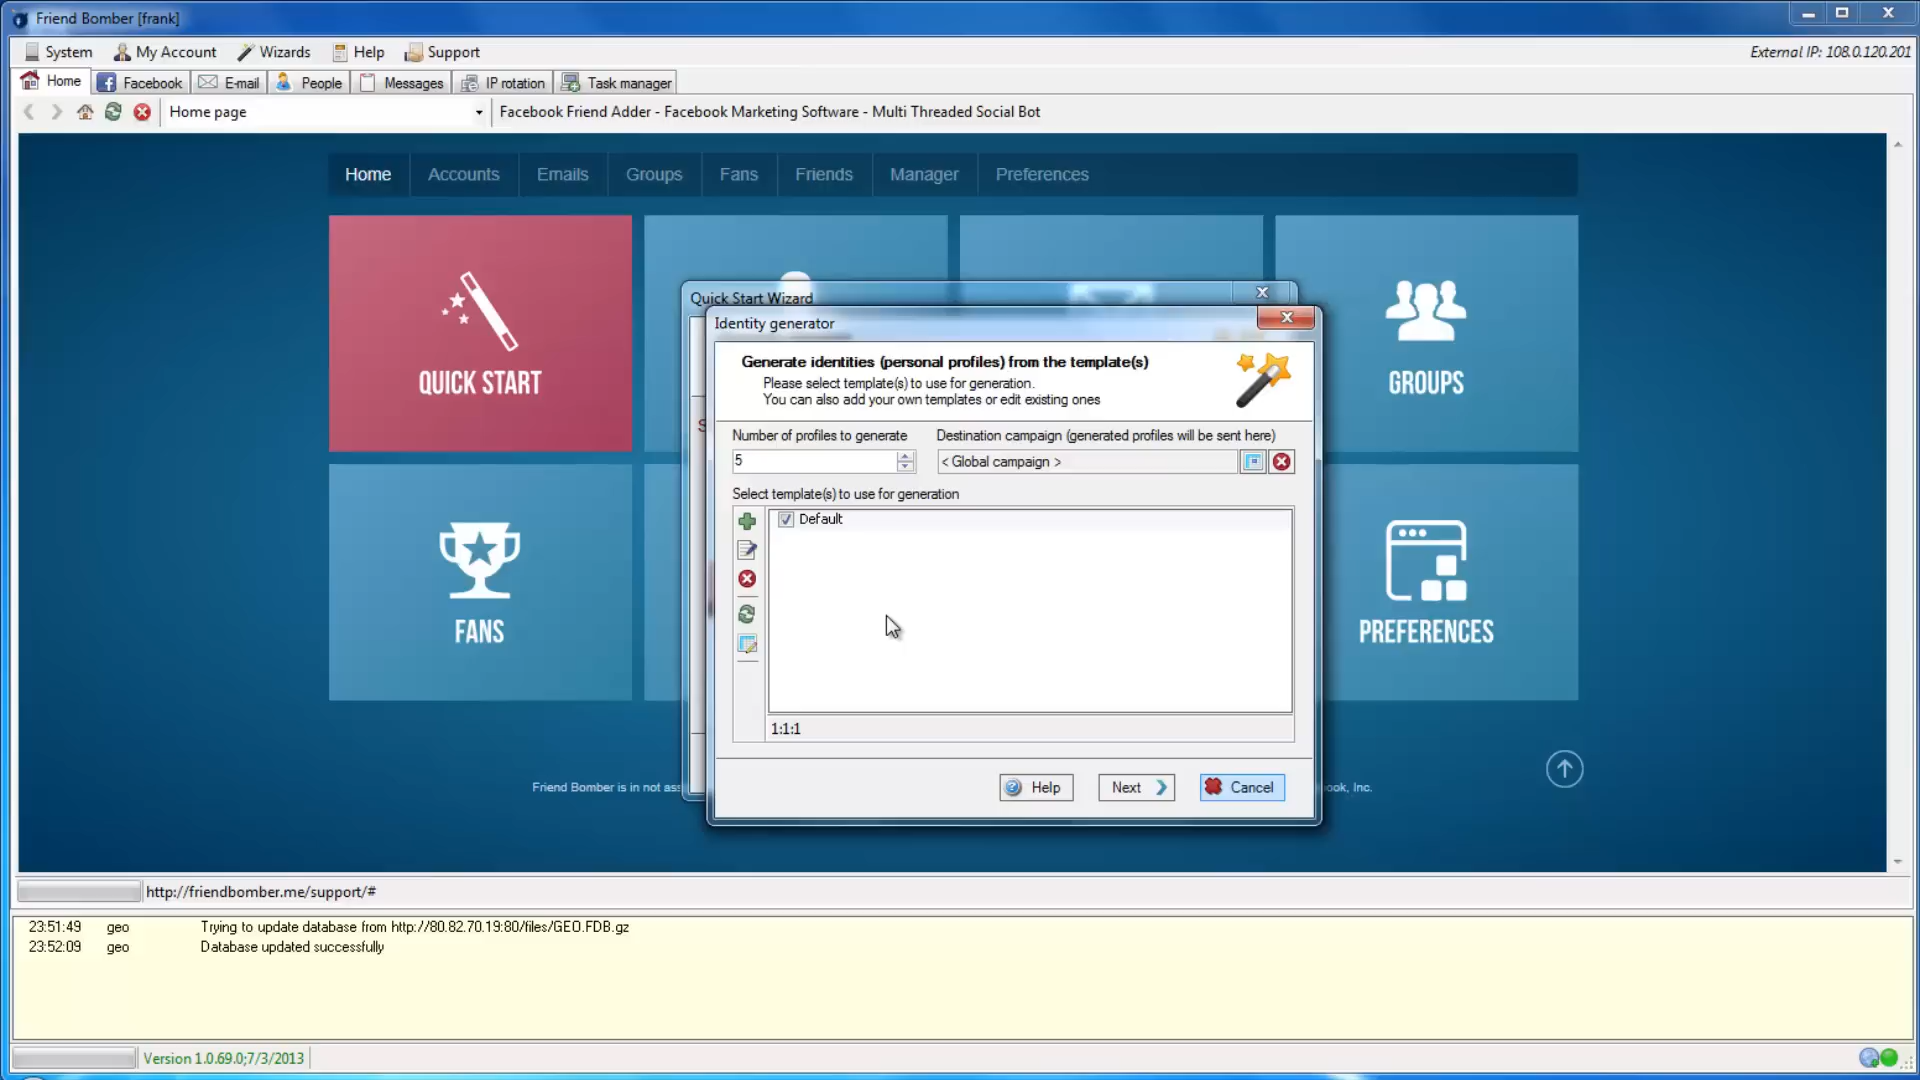 Friend Bomber [frank]
System My Account Wizards Help Support
External IP: 108.0.120.201
Home Facebook E-mail People Messages IP rotation Task manager
Home page Facebook Friend Adder - Facebook Marketing Software - Multi Threaded Social Bot
Home Accounts Emails Groups Fans Friends Manager Preferences
QUICK START
GROUPS
FANS
PREFERENCES
Quick Start Wizard
Identity generator
Generate identities (personal profiles) from the template(s)
Please select template(s) to use for generation.
You can also add your own templates or edit existing ones
Number of profiles to generate
Destination campaign (generated profiles will be sent here)
5
< Global campaign >
Select template(s) to use for generation
Default
1:1:1
Help Next Cancel
Friend Bomber is in not
Inc.
http://friendbomber.me/support/#
23:51:49 geo Trying to update database from http://80.82.70.19:80/files/GEO.FDB.gz
23:52:09 geo Database updated successfully
Version 1.0.69.0;7/3/2013